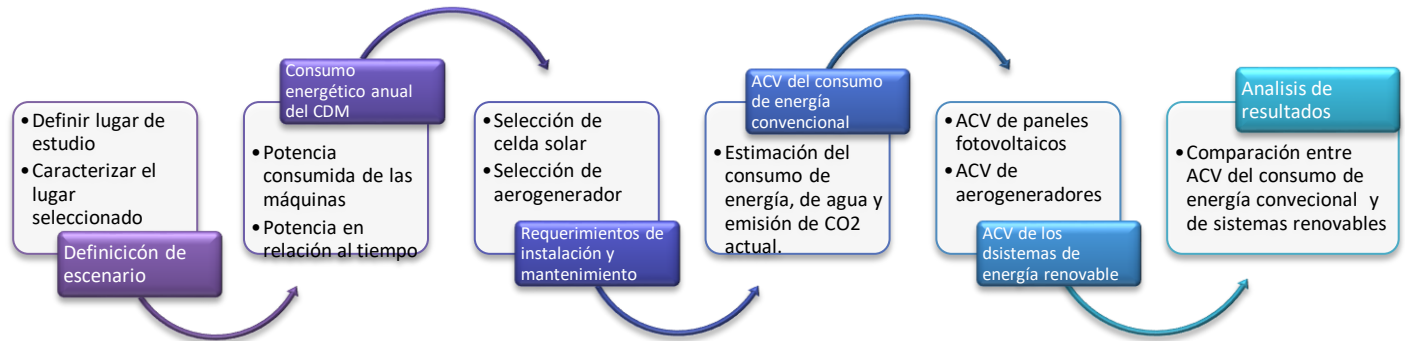 • Definir lugar de
estudio
• Caracterizar el
lugar
seleccionado
Definicicón de
escenario
Consumo
energético anual
del CDM
• Potencia
consumida de las
máquinas
• Potencia en
relación al tiempo
• Selección de
celda solar
• Selección de
aerogenerador
Requerimientos de
instalación y
mantenimiento
ACV del consumo
de energía
convencional
• Estimación del
consumo de
energía, de agua y
emisión de CO2
actual.
• ACV de paneles
fotovoltaicos
• ACV de
aerogeneradores
ACV de los
dsistemas de
energía renovable
Analisis de
resultados
• Comparación entre
ACV del consumo de
energía convecional y
de sistemas renovables